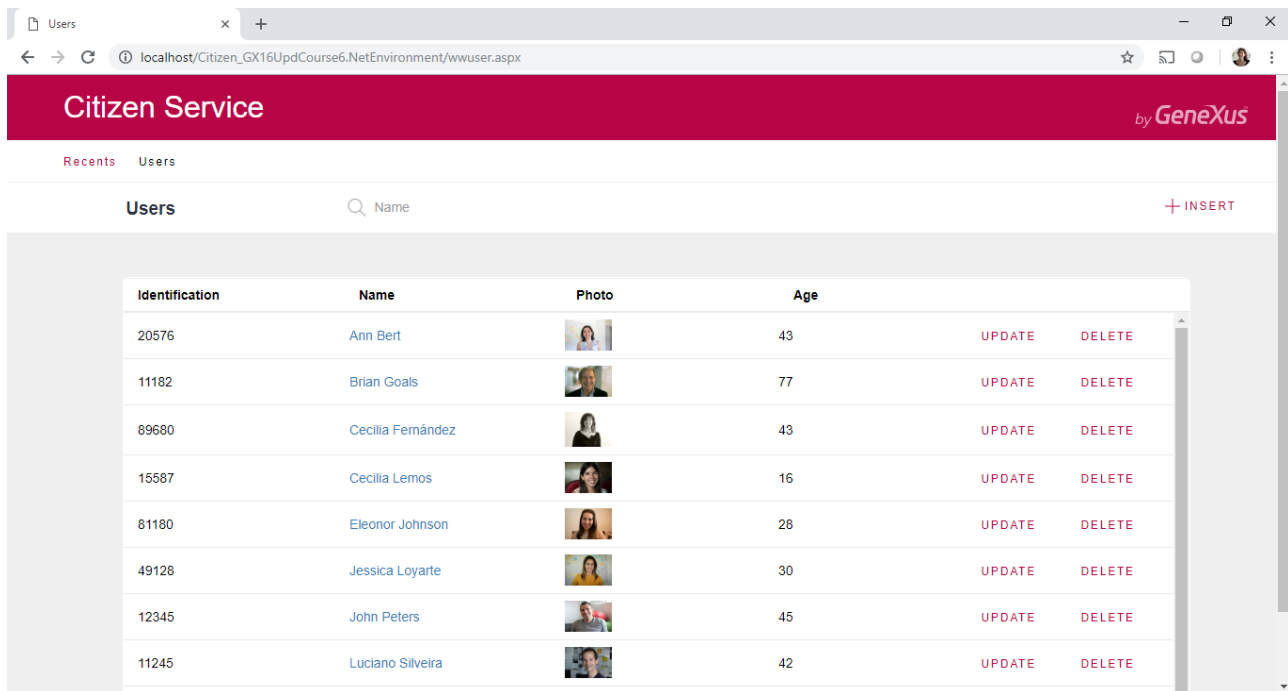 Users
localhost/Citizen_GX16UpdCourse6.NetEnvironment/wwuser.aspx
Citizen Service
by GeneXus
Recents Users
Users Name INSERT
Identification Name Photo Age
20576 Ann Bert 43 UPDATE DELETE
11182 Brian Goals 77 UPDATE DELETE
89680 Cecilia Fernández 43 UPDATE DELETE
15587 Cecilia Lemos 16 UPDATE DELETE
81180 Eleonor Johnson 28 UPDATE DELETE
49128 Jessica Loyarte 30 UPDATE DELETE
12345 John Peters 45 UPDATE DELETE
11245 Luciano Silveira 42 UPDATE DELETE